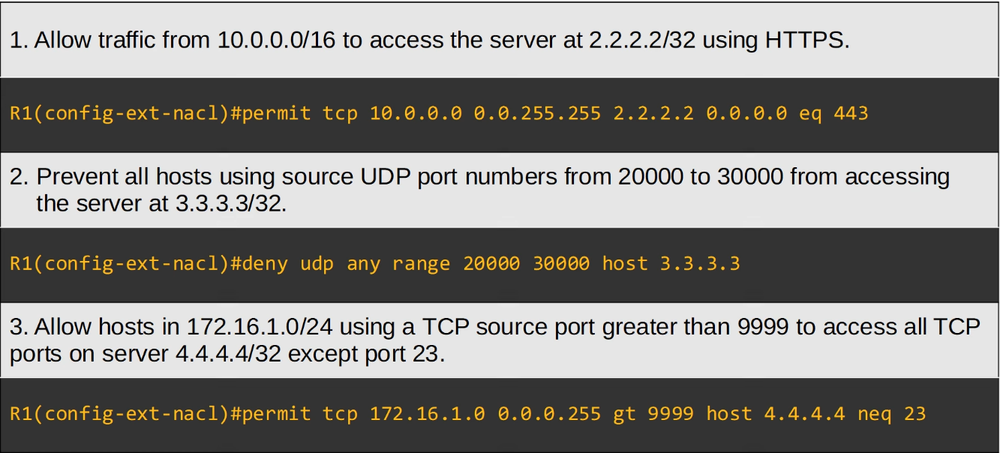 1. Allow traffic from 10.0.0.0/16 to access the server at 2.2.2.2/32 using HTTPS.
R1(config-ext-nacl)#permit tcp 10.0.0.0 0.0.255.255 2.2.2.2 0.0.0.0 eq 443
2. Prevent all hosts using source UDP port numbers from 20000 to 30000 from accessing
the server at 3.3.3.3/32.
R1(config-ext-nacl)#deny udp any range 20000 30000 host 3.3.3.3
3. Allow hosts in 172.16.1.0/24 using a TCP source port greater than 9999 to access all TCP
ports on server 4.4.4.4/32 except port 23.
R1(config-ext-nacl)#permit tcp 172.16.1.0 0.0.0.255 gt 9999 host 4.4.4.4 neq 23